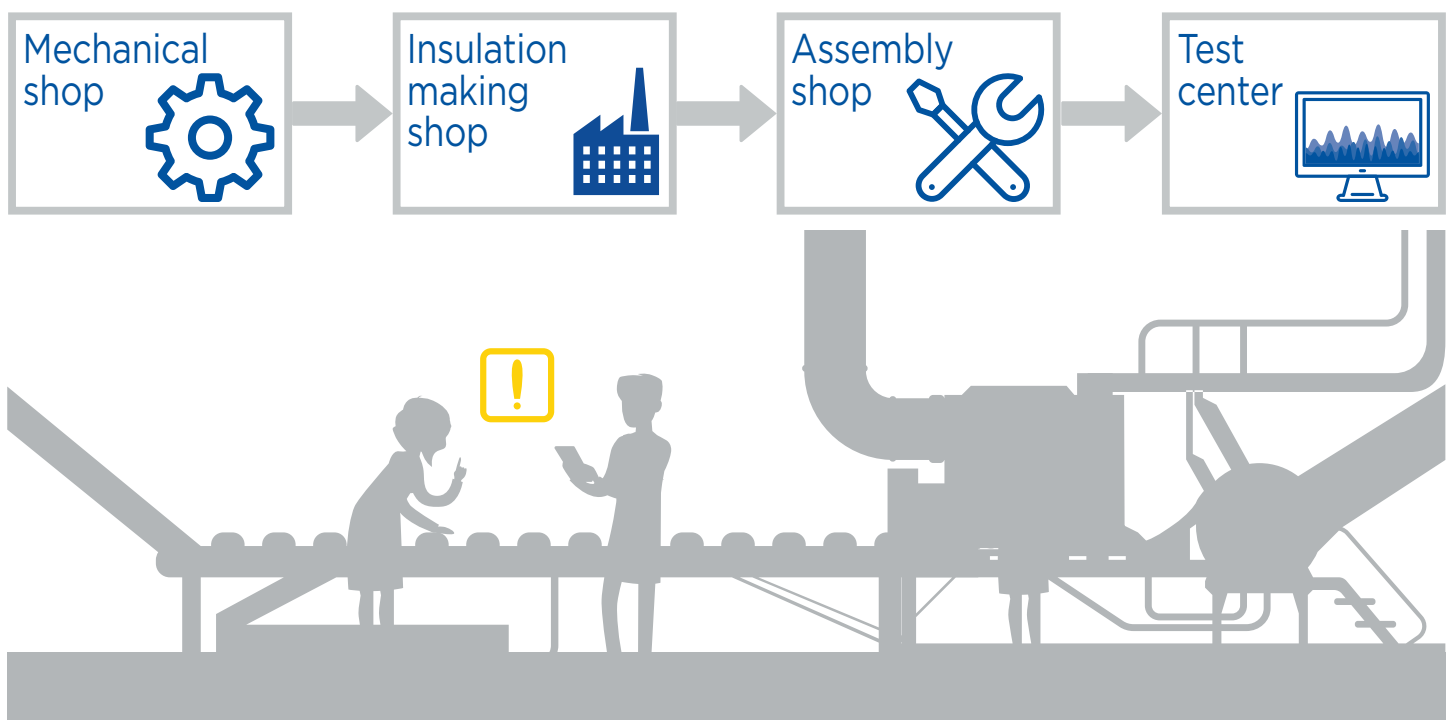 Mechanical
shop
Insulation
making
shop
Assembly
shop
Test
center
!